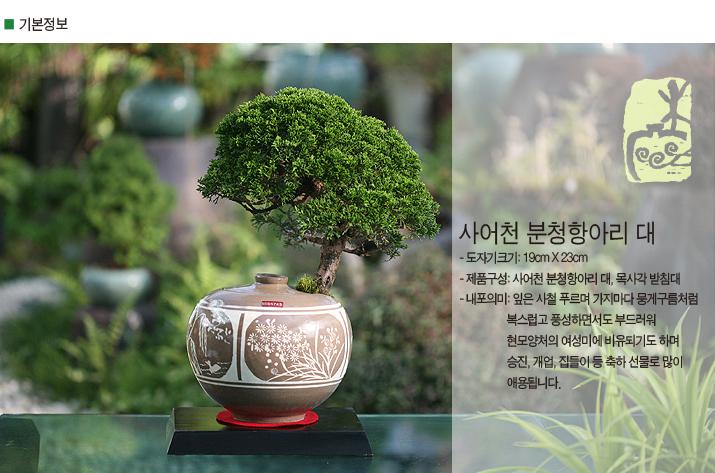 기본정보
사어천 분청항아리 대
- 도자기크기: 19cm X 23cm
- 제품구성: 사어천 분청항아리 대, 목사각 받침대
- 내포의미: 잎은 사철 푸르며 가지마다 뭉게구름처럼
복스럽고 풍성하면서도 부드러워
현모양처의 여성미에 비유되기도 하며
승진, 개업, 집들이 등 축하 선물로 많이
애용됩니다.